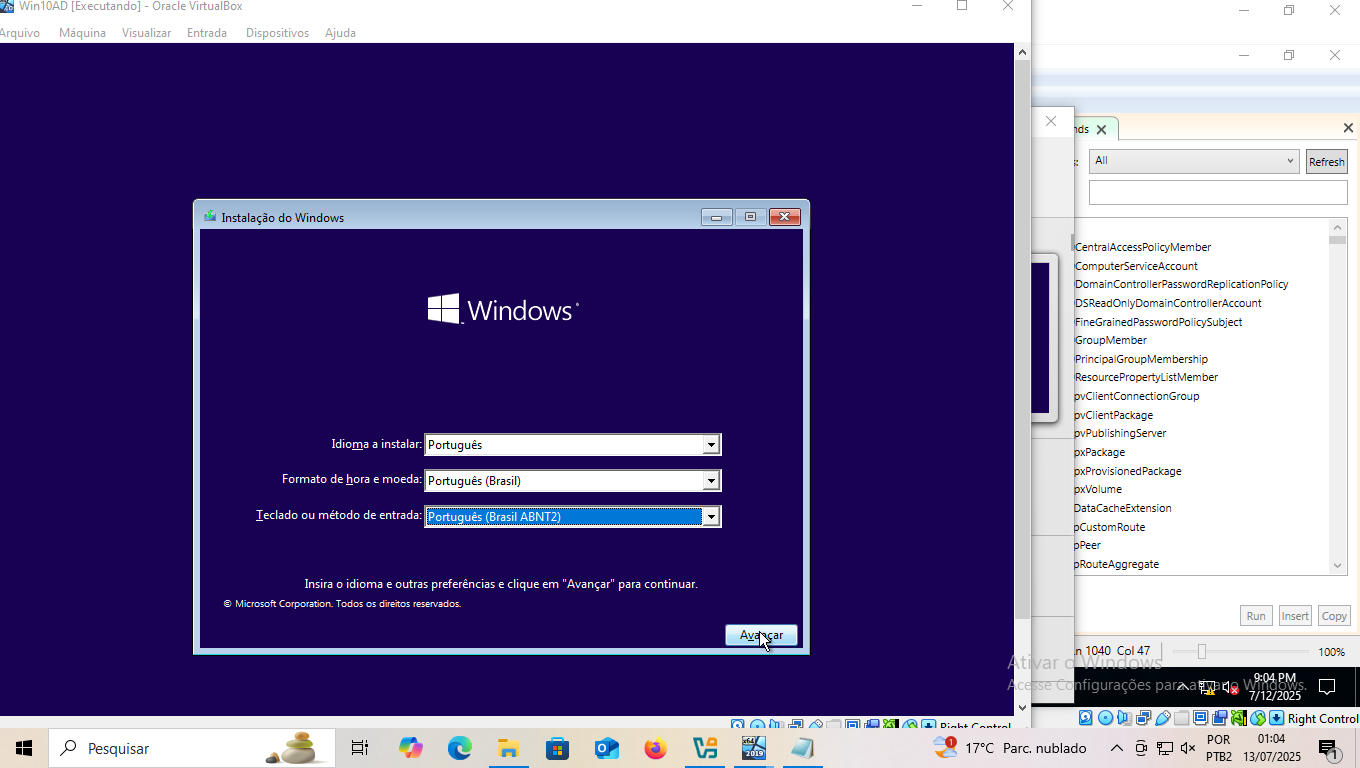 Win10AD [Executando] - Oracle VirtualBox
Arquivo Máquina Visualizar Entrada Dispositivos Ajuda
Instalação do Windows
Windows
Idioma a instalar: Português
Formato de hora e moeda: Português (Brasil)
Teclado ou método de entrada: Português (Brasil ABNT2)
Insira o idioma e outras preferências e clique em "Avançar" para continuar.
© Microsoft Corporation. Todos os direitos reservados.
Avançar
Right Control
nds
All
Refresh
CentralAccessPolicyMember
ComputerServiceAccount
DomainControllerPasswordReplicationPolicy
DSReadOnlyDomainControllerAccount
FineGrainedPasswordPolicySubject
GroupMember
PrincipalGroupMembership
ResourcePropertyListMember
pvClientConnectionGroup
pvClientPackage
pvPublishingServer
pxPackage
pxProvisionedPackage
pxVolume
DataCacheExtension
pCustomRoute
pPeer
pRouteAggregate
Run Insert Copy
Ln 1040 Col 47 100%
Ativar o Windows
Acesse Configurações para ativar o Windows.
9:04 PM
7/12/2025
Right Control
Pesquisar
x64
2019
1
17°C Parc. nublado
POR
PTB2
01:04
13/07/2025
1